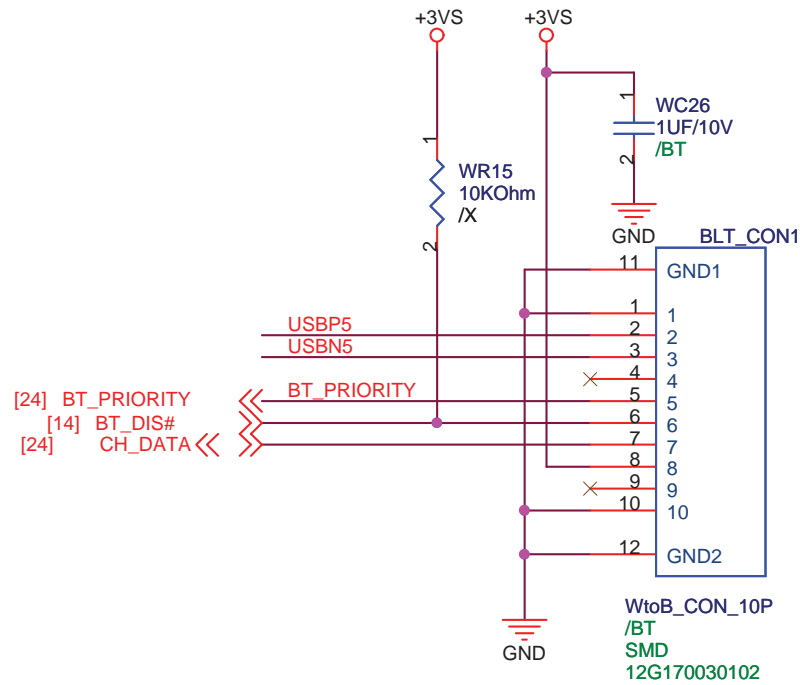 +3VS
+3VS
1
WR15
10KOhm
/X
2
1
WC26
1UF/10V
/BT
2
GND
BLT_CON1
11 GND1
1 1
USBP5 2 2
USBN5 3 3
4 4
[24] BT_PRIORITY BT_PRIORITY 5 5
[14] BT_DIS# 6 6
[24] CH_DATA 7 7
8 8
9 9
10 10
12 GND2
GND
WtoB_CON_10P
/BT
SMD
12G170030102